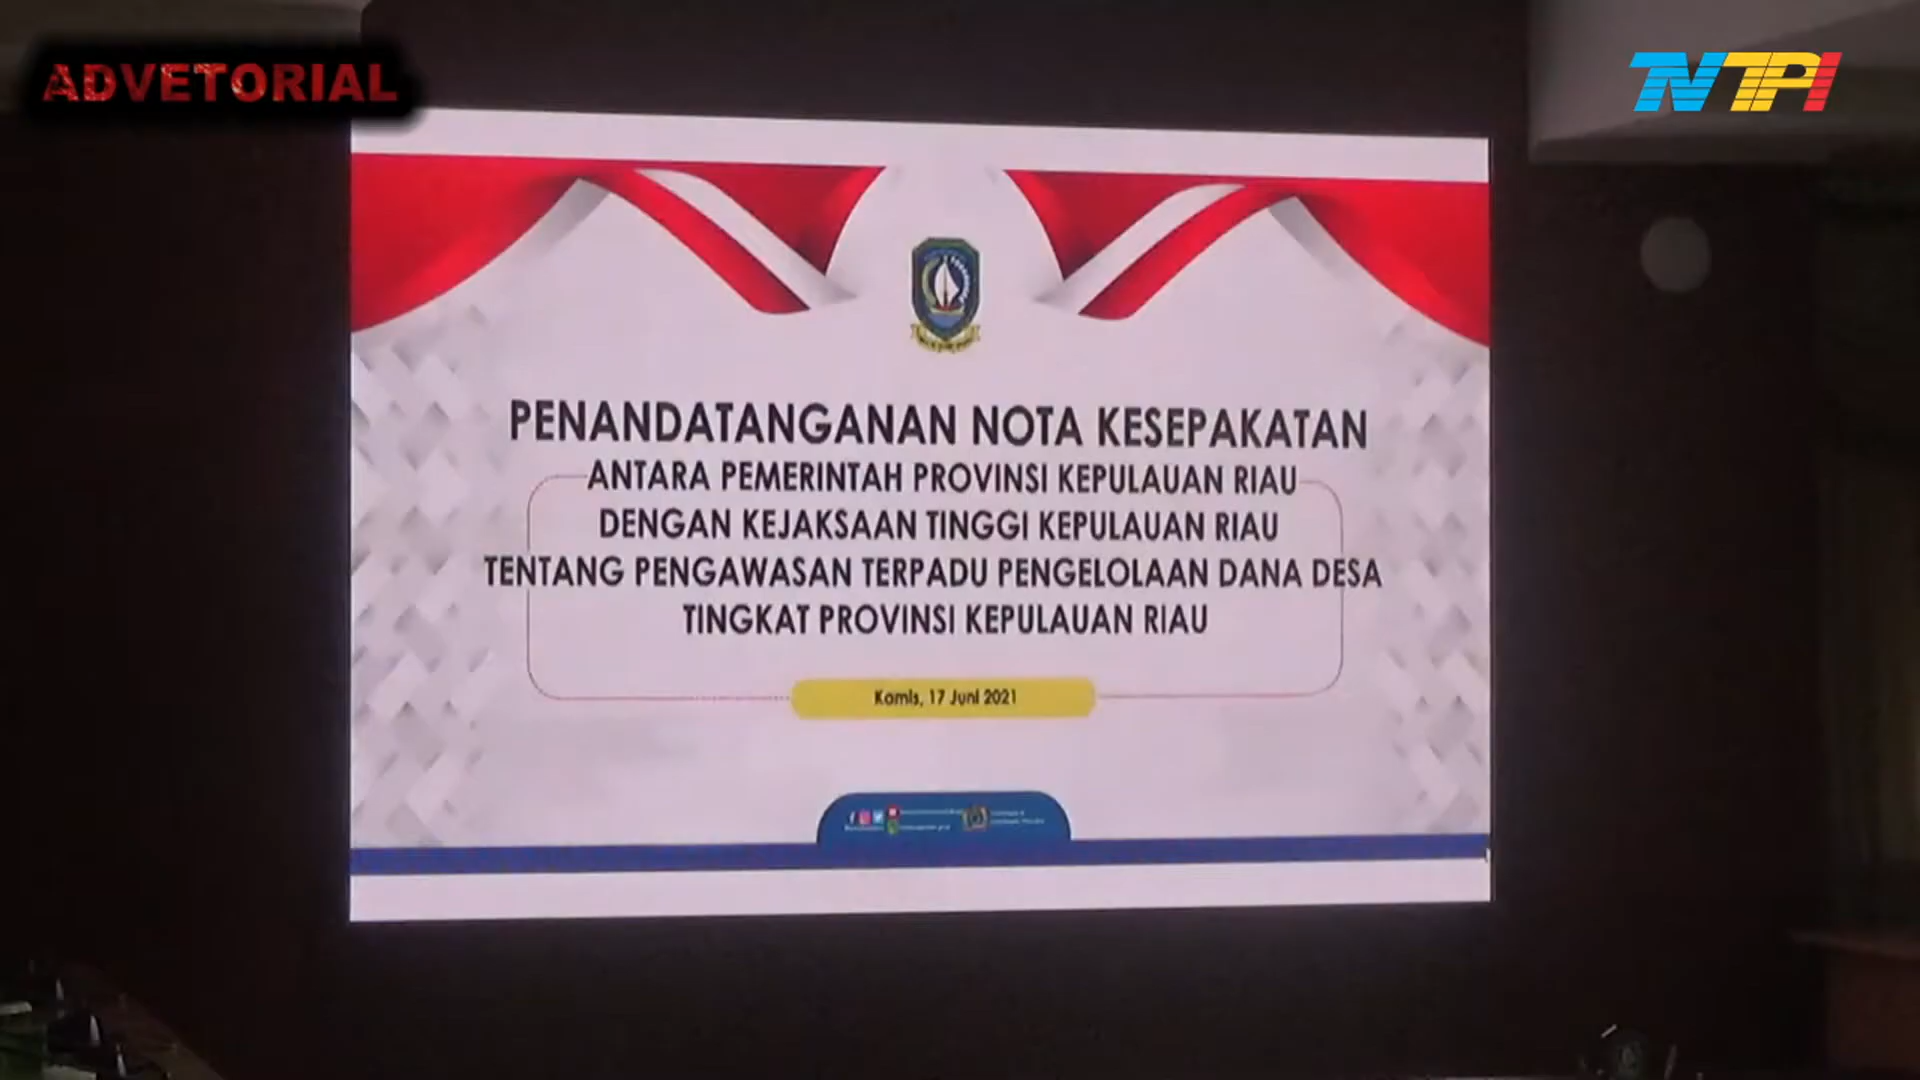 ADVETORIAL
TVTPI
PENANDATANGANAN NOTA KESEPAKATAN
ANTARA PEMERINTAH PROVINSI KEPULAUAN RIAU
DENGAN KEJAKSAAN TINGGI KEPULAUAN RIAU
TENTANG PENGAWASAN TERPADU PENGELOLAAN DANA DESA
TINGKAT PROVINSI KEPULAUAN RIAU
Kamis, 17 Juni 2021